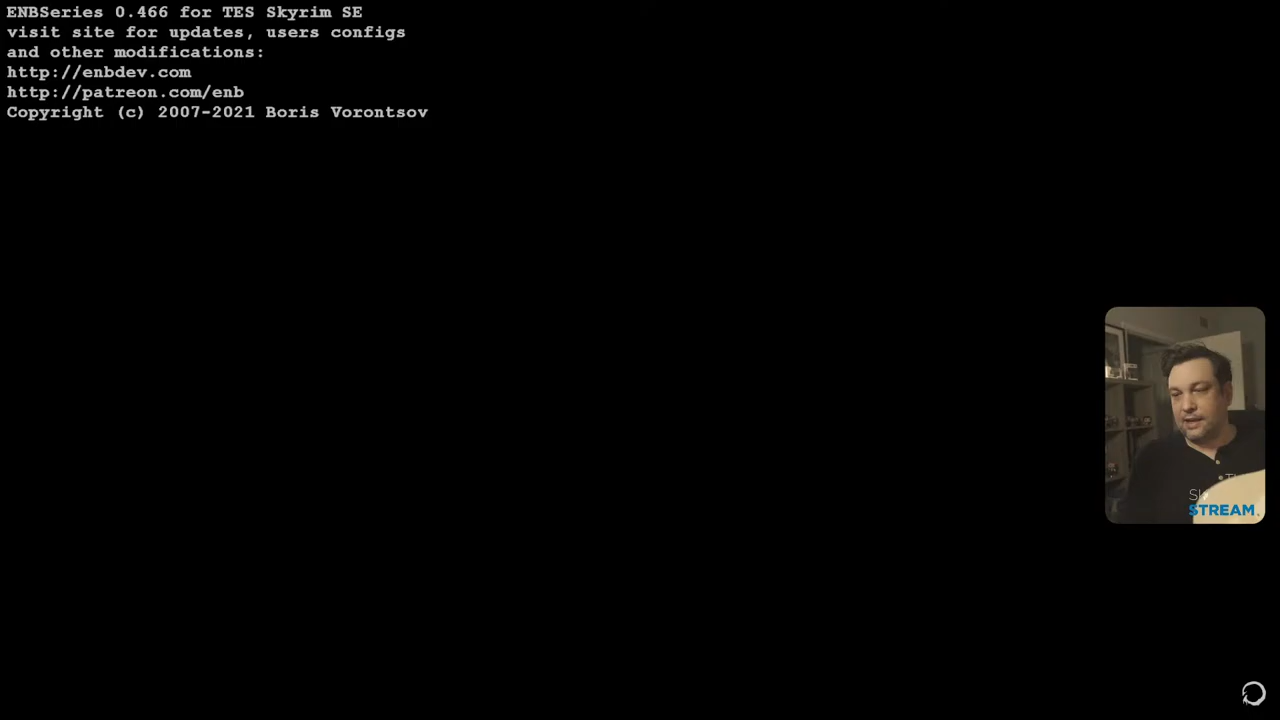 ENBSeries 0.466 for TES Skyrim SE
visit site for updates, users configs
and other modifications:
http://enbdev.com
http://patreon.com/enb
Copyright (c) 2007-2021 Boris Vorontsov
STREAM